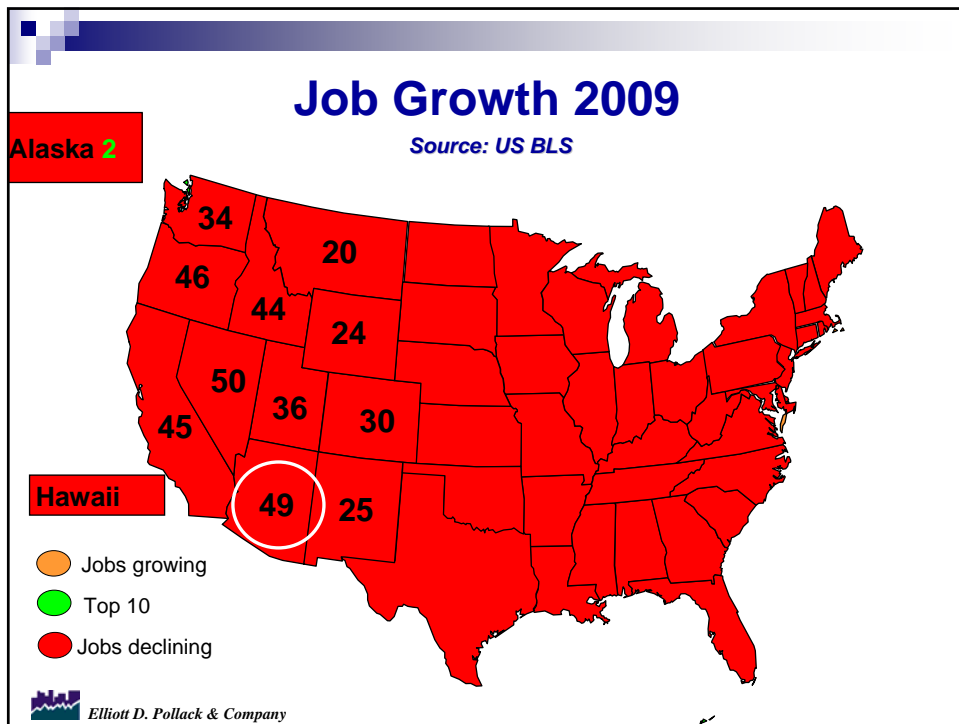 Job Growth 2009
Source: US BLS
Alaska 2
34
20
46
44
24
50
36
30
45
49
25
Hawaii
Jobs growing
Top 10
Jobs declining
Elliott D. Pollack & Company